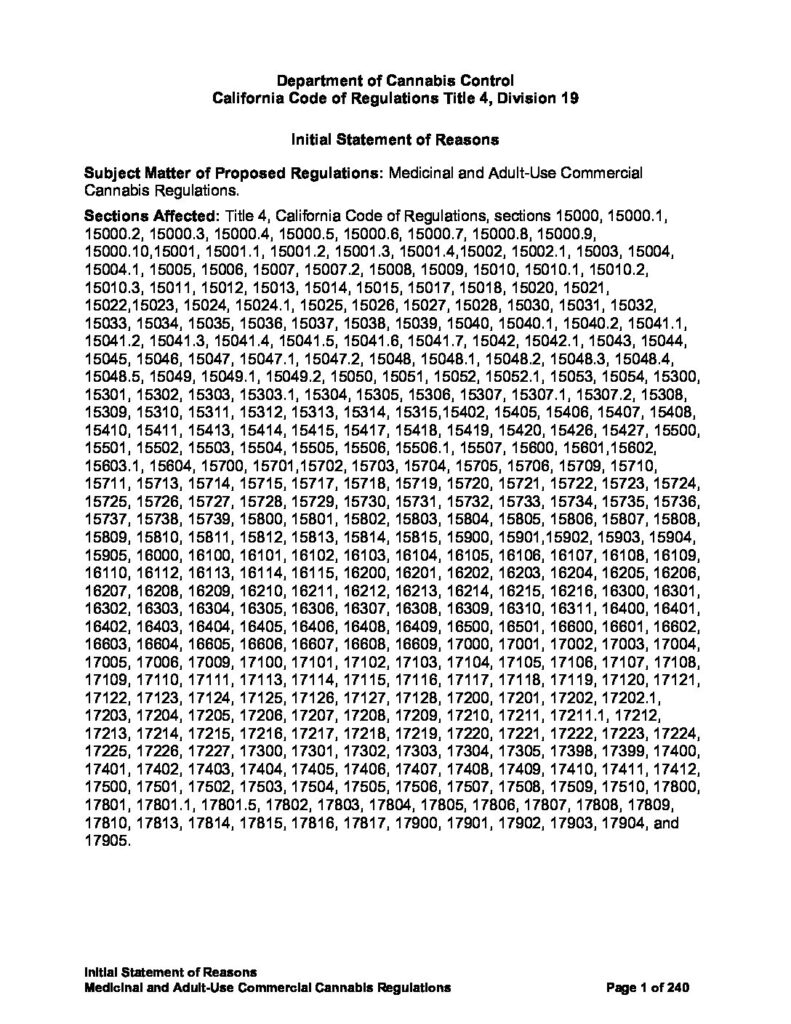 Department of Cannabis Control
California Code of Regulations Title 4, Division 19
Initial Statement of Reasons
Subject Matter of Proposed Regulations: Medicinal and Adult-Use Commercial
Cannabis Regulations.
Sections Affected: Title 4, California Code of Regulations, sections 15000, 15000.1,
15000.2, 15000.3, 15000.4, 15000.5, 15000.6, 15000.7, 15000.8, 15000.9,
15000.10,15001, 15001.1, 15001.2, 15001.3, 15001.4,15002, 15002.1, 15003, 15004,
15004.1, 15005, 15006, 15007, 15007.2, 15008, 15009, 15010, 15010.1, 15010.2,
15010.3, 15011, 15012, 15013, 15014, 15015, 15017, 15018, 15020, 15021,
15022,15023, 15024, 15024.1, 15025, 15026, 15027, 15028, 15030, 15031, 15032,
15033, 15034, 15035, 15036, 15037, 15038, 15039, 15040, 15040.1, 15040.2, 15041.1,
15041.2, 15041.3, 15041.4, 15041.5, 15041.6, 15041.7, 15042, 15042.1, 15043, 15044,
15045, 15046, 15047, 15047.1, 15047.2, 15048, 15048.1, 15048.2, 15048.3, 15048.4,
15048.5, 15049, 15049.1, 15049.2, 15050, 15051, 15052, 15052.1, 15053, 15054, 15300,
15301, 15302, 15303, 15303.1, 15304, 15305, 15306, 15307, 15307.1, 15307.2, 15308,
15309, 15310, 15311, 15312, 15313, 15314, 15315,15402, 15405, 15406, 15407, 15408,
15410, 15411, 15413, 15414, 15415, 15417, 15418, 15419, 15420, 15426, 15427, 15500,
15501, 15502, 15503, 15504, 15505, 15506, 15506.1, 15507, 15600, 15601,15602,
15603.1, 15604, 15700, 15701,15702, 15703, 15704, 15705, 15706, 15709, 15710,
15711, 15713, 15714, 15715, 15717, 15718, 15719, 15720, 15721, 15722, 15723, 15724,
15725, 15726, 15727, 15728, 15729, 15730, 15731, 15732, 15733, 15734, 15735, 15736,
15737, 15738, 15739, 15800, 15801, 15802, 15803, 15804, 15805, 15806, 15807, 15808,
15809, 15810, 15811, 15812, 15813, 15814, 15815, 15900, 15901,15902, 15903, 15904,
15905, 16000, 16100, 16101, 16102, 16103, 16104, 16105, 16106, 16107, 16108, 16109,
16110, 16112, 16113, 16114, 16115, 16200, 16201, 16202, 16203, 16204, 16205, 16206,
16207, 16208, 16209, 16210, 16211, 16212, 16213, 16214, 16215, 16216, 16300, 16301,
16302, 16303, 16304, 16305, 16306, 16307, 16308, 16309, 16310, 16311, 16400, 16401,
16402, 16403, 16404, 16405, 16406, 16408, 16409, 16500, 16501, 16600, 16601, 16602,
16603, 16604, 16605, 16606, 16607, 16608, 16609, 17000, 17001, 17002, 17003, 17004,
17005, 17006, 17009, 17100, 17101, 17102, 17103, 17104, 17105, 17106, 17107, 17108,
17109, 17110, 17111, 17113, 17114, 17115, 17116, 17117, 17118, 17119, 17120, 17121,
17122, 17123, 17124, 17125, 17126, 17127, 17128, 17200, 17201, 17202, 17202.1,
17203, 17204, 17205, 17206, 17207, 17208, 17209, 17210, 17211, 17211.1, 17212,
17213, 17214, 17215, 17216, 17217, 17218, 17219, 17220, 17221, 17222, 17223, 17224,
17225, 17226, 17227, 17300, 17301, 17302, 17303, 17304, 17305, 17398, 17399, 17400,
17401, 17402, 17403, 17404, 17405, 17406, 17407, 17408, 17409, 17410, 17411, 17412,
17500, 17501, 17502, 17503, 17504, 17505, 17506, 17507, 17508, 17509, 17510, 17800,
17801, 17801.1, 17801.5, 17802, 17803, 17804, 17805, 17806, 17807, 17808, 17809,
17810, 17813, 17814, 17815, 17816, 17817, 17900, 17901, 17902, 17903, 17904, and
17905.
Initial Statement of Reasons
Medicinal and Adult-Use Commercial Cannabis Regulations Page 1 of 240